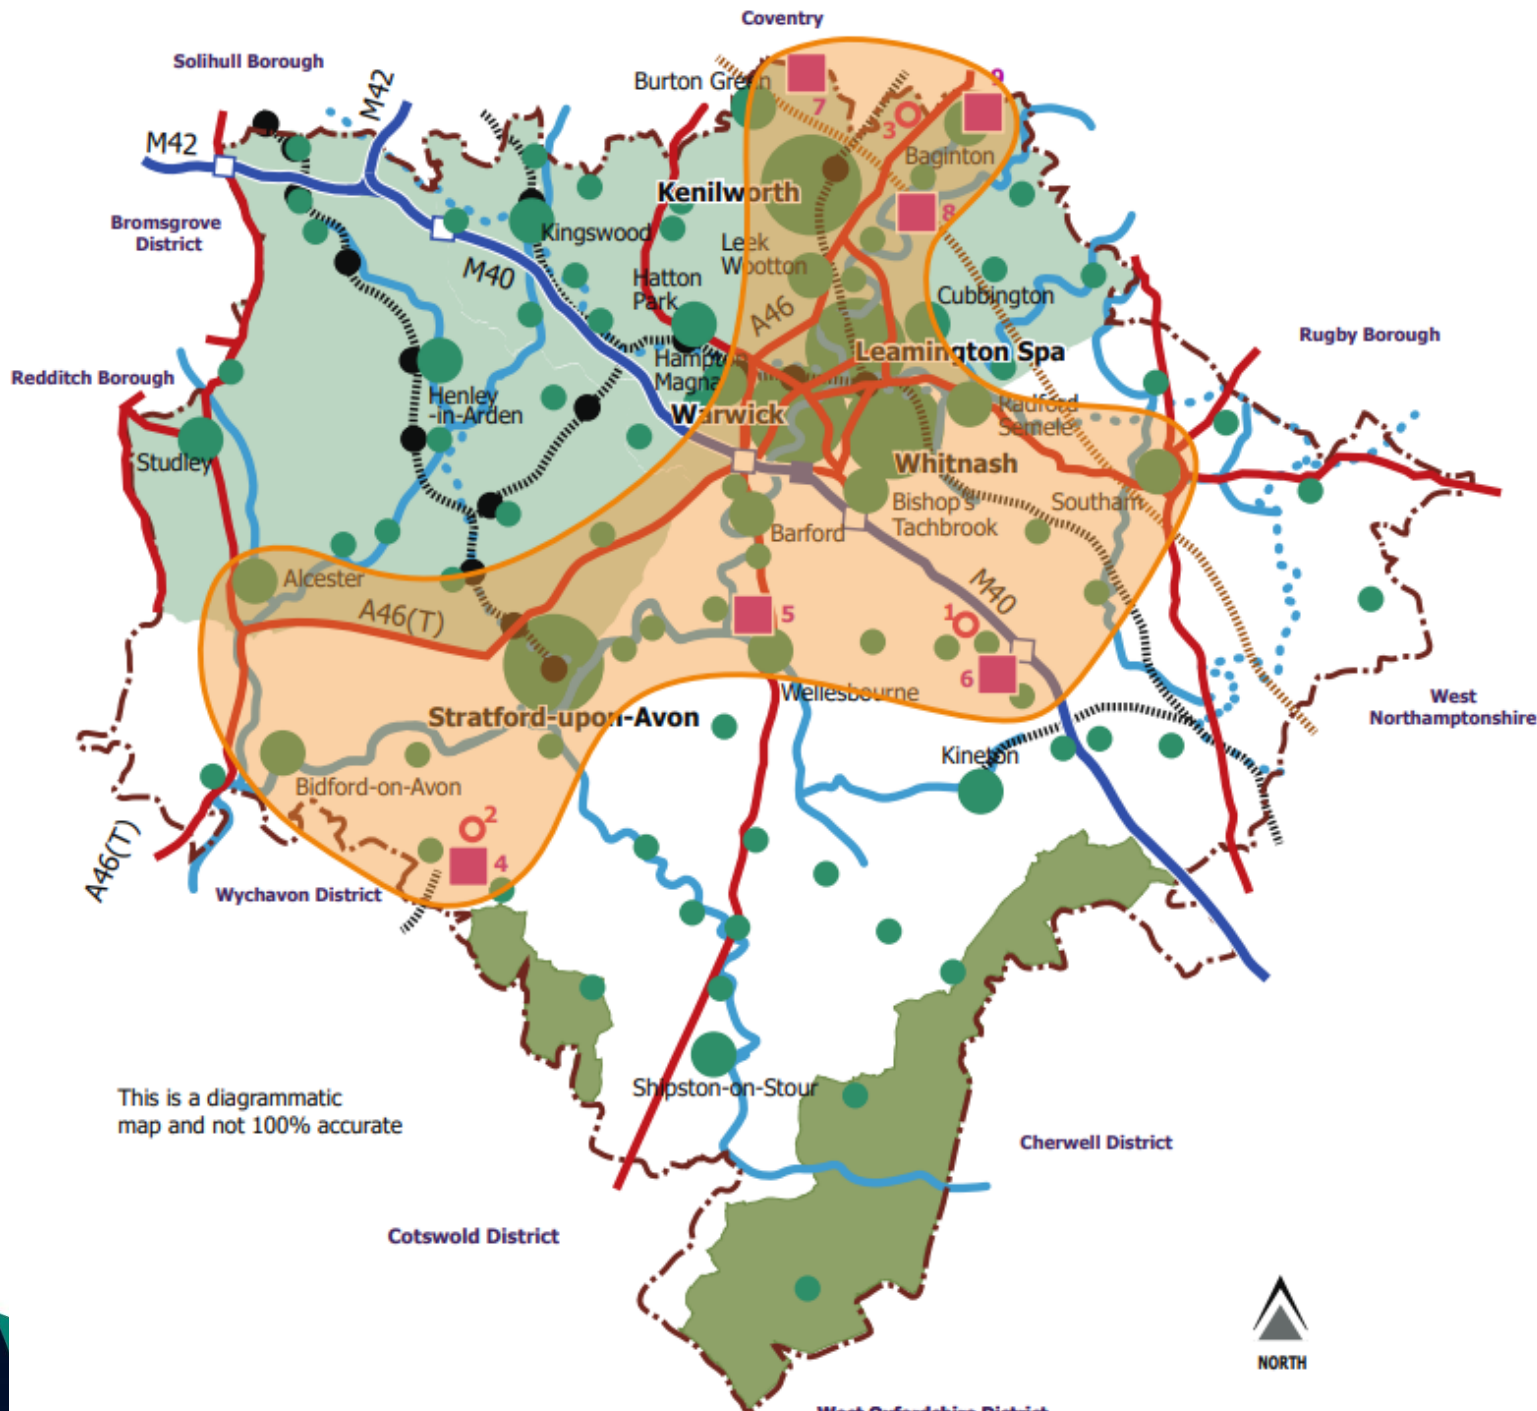 Coventry
Solihull Borough
M42
Burton Green
9
7
3
M42
Baginton
Kenilworth
8
Bromsgrove
District
Kingswood
Leek
Wootton
M40
Hatton
Park
Cubbington
A46
Rugby Borough
Leamington Spa
Hampton
Magna
Redditch Borough
Henley
-in-Arden
Radford
Semele
Warwick
Studley
Whitnash
Southam
Bishop's
Tachbrook
Barford
Alcester
M40
A46(T)
5
1
6
Wellesbourne
West
Northamptonshire
Stratford-upon-Avon
Kineton
Bidford-on-Avon
2
A46(T)
4
Wychavon District
Shipston-on-Stour
This is a diagrammatic
map and not 100% accurate
Cherwell District
Cotswold District
NORTH
West Oxfordshire District